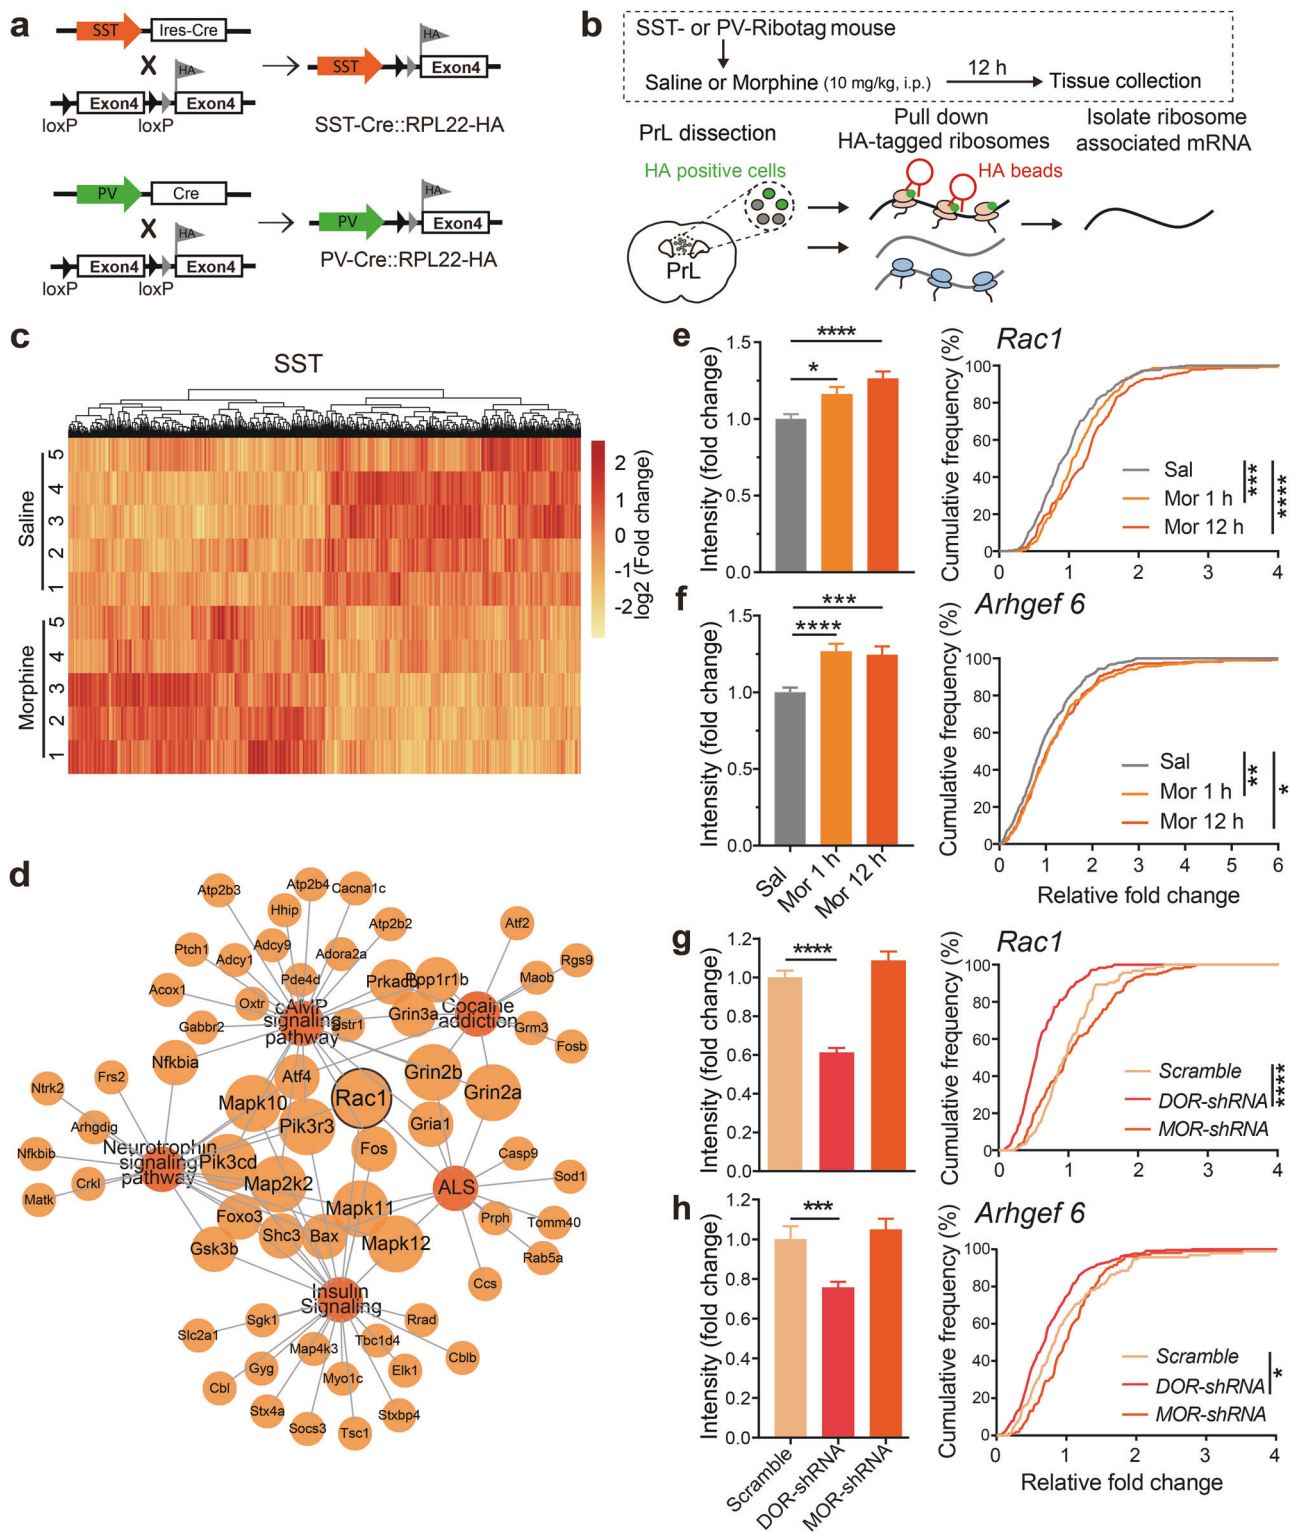 a
SST
Ires-Cre
X
HA
Exon4
Exon4
loxP
loxP
HA
SST
Exon4
SST-Cre::RPL22-HA
PV
Cre
X
HA
Exon4
Exon4
loxP
loxP
HA
PV
Exon4
PV-Cre::RPL22-HA
b
SST- or PV-Ribotag mouse
Saline or Morphine (10 mg/kg, i.p.)
12 h
Tissue collection
PrL dissection
HA positive cells
PrL
Pull down
HA-tagged ribosomes
HA beads
Isolate ribosome
associated mRNA
c
SST
Saline
5
4
3
2
1
Morphine
5
4
3
2
1
2
1
0
-1
-2
log2 (Fold change)
d
Atp2b3
Atp2b4
Cacna1c
Hhip
Atp2b2
Atf2
Ptch1
Adcy1
Adcy9
Adora2a
Rgs9
Acox1
Pde4d
Prkacb
Ppp1r1b
Maob
Oxtr
cAMP
signaling
pathway
Sstr1
Grin3a
Cocaine
addiction
Grm3
Gabbr2
Fosb
Nfkbia
Frs2
Ntrk2
Atf4
Grin2b
Grin2a
Mapk10
Rac1
Arhgdig
Pik3r3
Gria1
Nfkbib
Neurotrophin
signaling
pathway
Pik3cd
Fos
Casp9
Crkl
Map2k2
ALS
Sod1
Matk
Foxo3
Mapk11
Prph
Tomm40
Gsk3b
Shc3
Bax
Mapk12
Rab5a
Ccs
Insulin
Signaling
Slc2a1
Sgk1
Rrad
Map4k3
Tbc1d4
Cblb
Gyg
Elk1
Cbl
Myo1c
Stx4a
Socs3
Tsc1
Stxbp4
e
Intensity (fold change)
1.5
1.0
0.5
0.0
****
*
Rac1
Cumulative frequency (%)
100
80
60
40
20
0
Sal
Mor 1 h
Mor 12 h
***
****
0 1 2 3 4
f
Intensity (fold change)
1.5
1.0
0.5
0.0
***
****
Sal
Mor 1 h
Mor 12 h
Arhgef 6
Cumulative frequency (%)
100
80
60
40
20
0
Sal
Mor 1 h
Mor 12 h
**
*
0 1 2 3 4 5 6
Relative fold change
g
Intensity (fold change)
1.2
1.0
0.8
0.6
0.4
0.2
0.0
****
Rac1
Cumulative frequency (%)
100
80
60
40
20
0
Scramble
DOR-shRNA
MOR-shRNA
****
0 1 2 3 4
h
Intensity (fold change)
1.2
1.0
0.8
0.6
0.4
0.2
0.0
***
Scramble
DOR-shRNA
MOR-shRNA
Arhgef 6
Cumulative frequency (%)
100
80
60
40
20
0
Scramble
DOR-shRNA
MOR-shRNA
*
0 1 2 3 4
Relative fold change